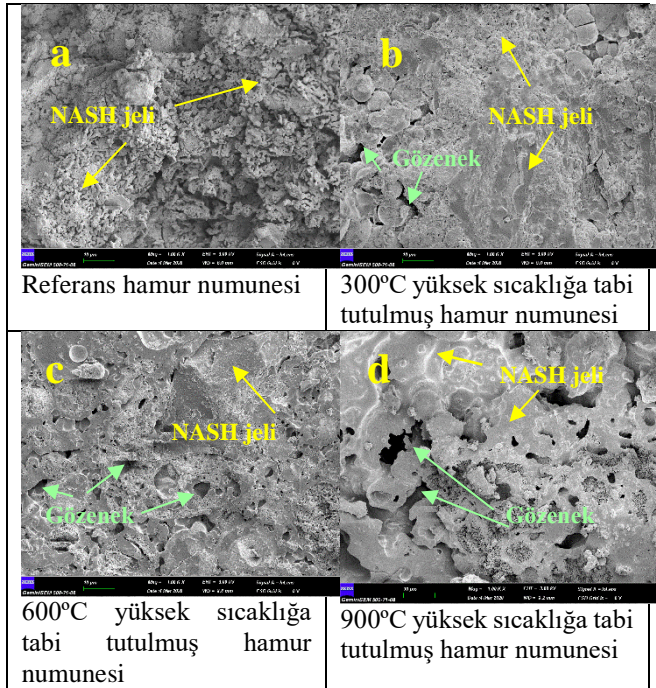 a
NASH jeli
b
NASH jeli
Gözenek
Referans hamur numunesi
300ºC yüksek sıcaklığa tabi
tutulmuş hamur numunesi
c
NASH jeli
Gözenek
d
NASH jeli
Gözenek
600ºC yüksek sıcaklığa
tabi tutulmuş hamur
numunesi
900ºC yüksek sıcaklığa tabi
tutulmuş hamur numunesi